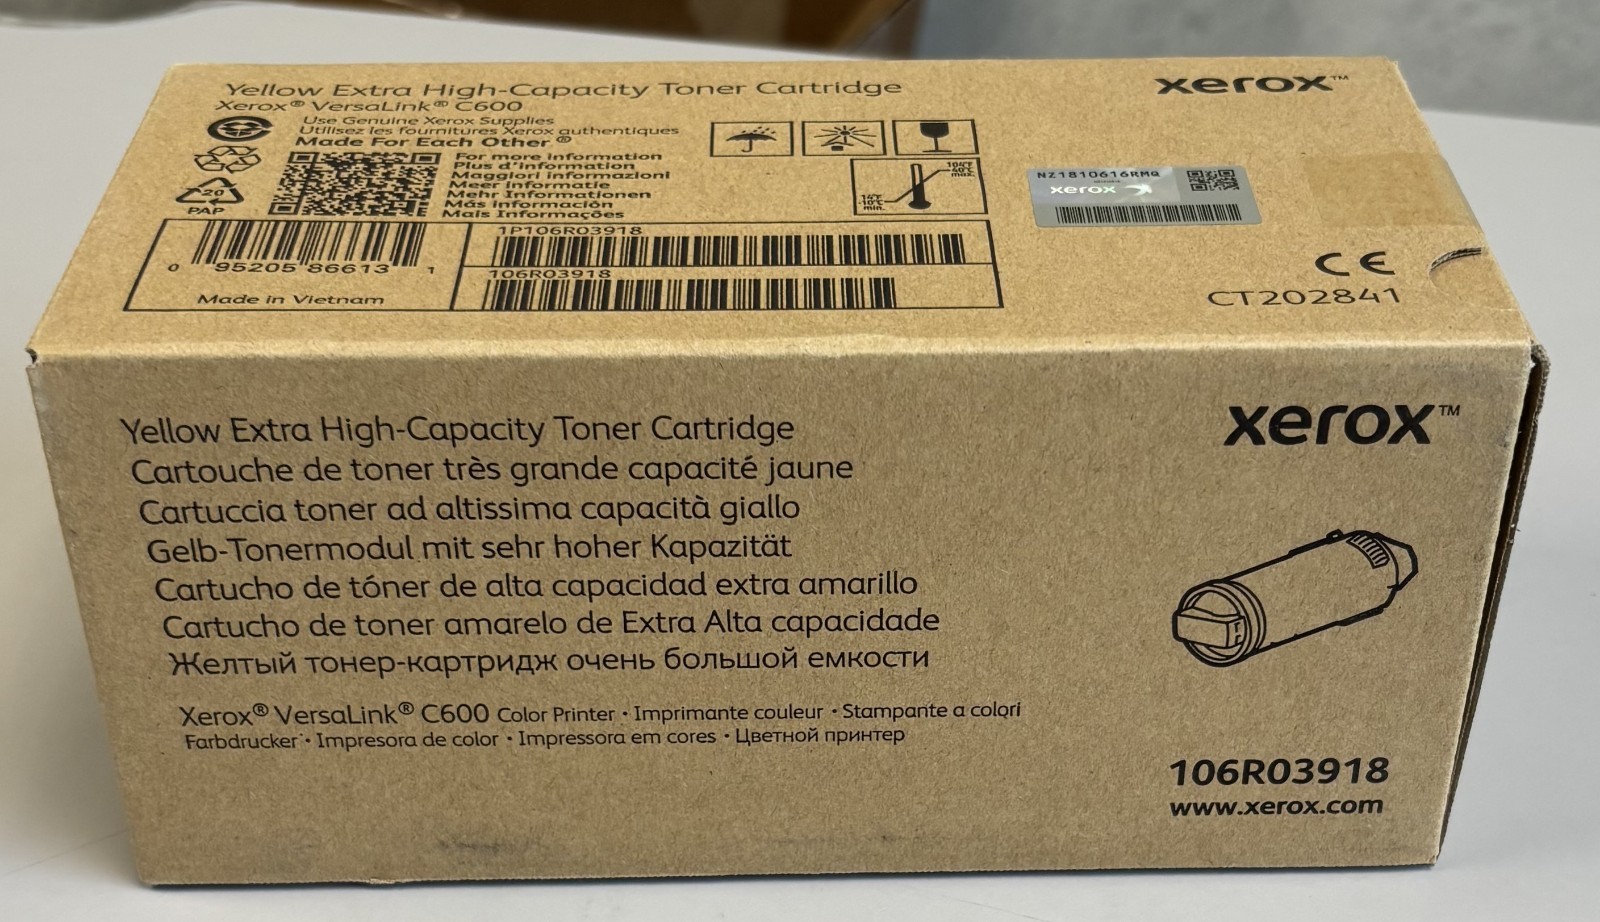 Yellow Extra High-Capacity Toner Cartridge
Xerox® VersaLink® C600
xerox™
Use Genuine Xerox Supplies
Utilisez les fournitures Xerox authentiques
Made For Each Other®
For more information
Plus d'information
Maggiori informazioni
Meer informatie
Mehr Informationen
Más información
Mais Informações
20
PAP
104°F
40°C
max.
14°F
-10°C
min.
NZ1810616RMQ
xerox
0 95205 86613 1
Made in Vietnam
1P106R03918
106R03918
CE
CT202841
Yellow Extra High-Capacity Toner Cartridge
Cartouche de toner très grande capacité jaune
Cartuccia toner ad altissima capacità giallo
Gelb-Tonermodul mit sehr hoher Kapazität
Cartucho de tóner de alta capacidad extra amarillo
Cartucho de toner amarelo de Extra Alta capacidade
Желтый тонер-картридж очень большой емкости
xerox™
Xerox® VersaLink® C600 Color Printer • Imprimante couleur • Stampante a colori
Farbdrucker • Impresora de color • Impressora em cores • Цветной принтер
106R03918
www.xerox.com